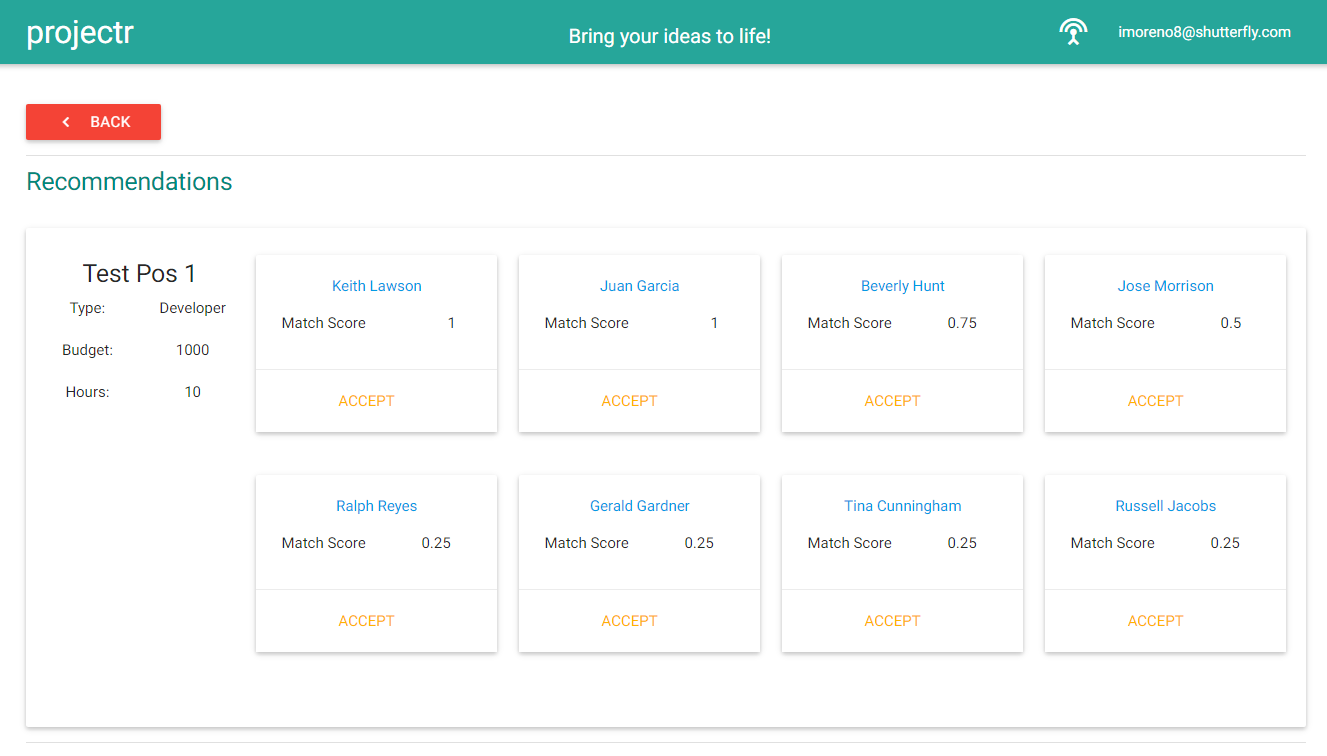 projectr
Bring your ideas to life!
imoreno8@shutterfly.com
BACK
Recommendations
Test Pos 1
Type: Developer
Budget: 1000
Hours: 10
Keith Lawson
Match Score 1
ACCEPT
Juan Garcia
Match Score 1
ACCEPT
Beverly Hunt
Match Score 0.75
ACCEPT
Jose Morrison
Match Score 0.5
ACCEPT
Ralph Reyes
Match Score 0.25
ACCEPT
Gerald Gardner
Match Score 0.25
ACCEPT
Tina Cunningham
Match Score 0.25
ACCEPT
Russell Jacobs
Match Score 0.25
ACCEPT